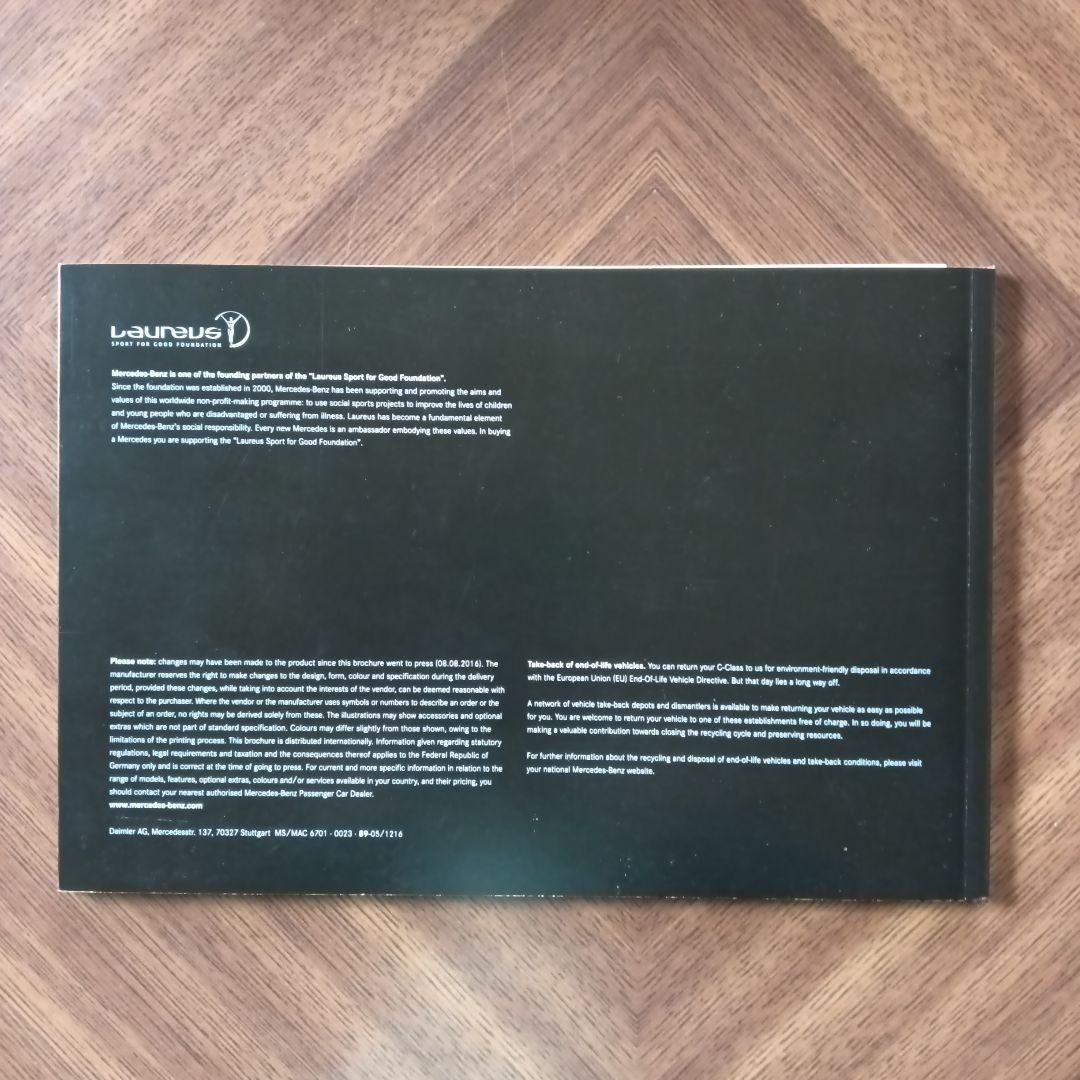 Laureus
SPORT FOR GOOD FOUNDATION
Mercedes-Benz is one of the founding partners of the "Laureus Sport for Good Foundation".
Since the foundation was established in 2000, Mercedes-Benz has been supporting and promoting the aims and
values of this worldwide non-profit-making programme: to use social sports projects to improve the lives of children
and young people who are disadvantaged or suffering from illness. Laureus has become a fundamental element
of Mercedes-Benz's social responsibility. Every new Mercedes is an ambassador embodying these values. In buying
a Mercedes you are supporting the "Laureus Sport for Good Foundation".
Please note: changes may have been made to the product since this brochure went to press (08.08.2016). The
manufacturer reserves the right to make changes to the design, form, colour and specification during the delivery
period, provided these changes, while taking into account the interests of the vendor, can be deemed reasonable with
respect to the purchaser. Where the vendor or the manufacturer uses symbols or numbers to describe an order or the
subject of an order, no rights may be derived solely from these. The illustrations may show accessories and optional
extras which are not part of standard specification. Colours may differ slightly from those shown, owing to the
limitations of the printing process. This brochure is distributed internationally. Information given regarding statutory
regulations, legal requirements and taxation and the consequences thereof applies to the Federal Republic of
Germany only and is correct at the time of going to press. For current and more specific information in relation to the
range of models, features, optional extras, colours and/or services available in your country, and their pricing, you
should contact your nearest authorised Mercedes-Benz Passenger Car Dealer.
www.mercedes-benz.com
Daimler AG, Mercedesstr. 137, 70327 Stuttgart MS/MAC 6701 · 0023 · 89-05/1216
Take-back of end-of-life vehicles. You can return your C-Class to us for environment-friendly disposal in accordance
with the European Union (EU) End-Of-Life Vehicle Directive. But that day lies a long way off.
A network of vehicle take-back depots and dismantlers is available to make returning your vehicle as easy as possible
for you. You are welcome to return your vehicle to one of these establishments free of charge. In so doing, you will be
making a valuable contribution towards closing the recycling cycle and preserving resources.
For further information about the recycling and disposal of end-of-life vehicles and take-back conditions, please visit
your national Mercedes-Benz website.